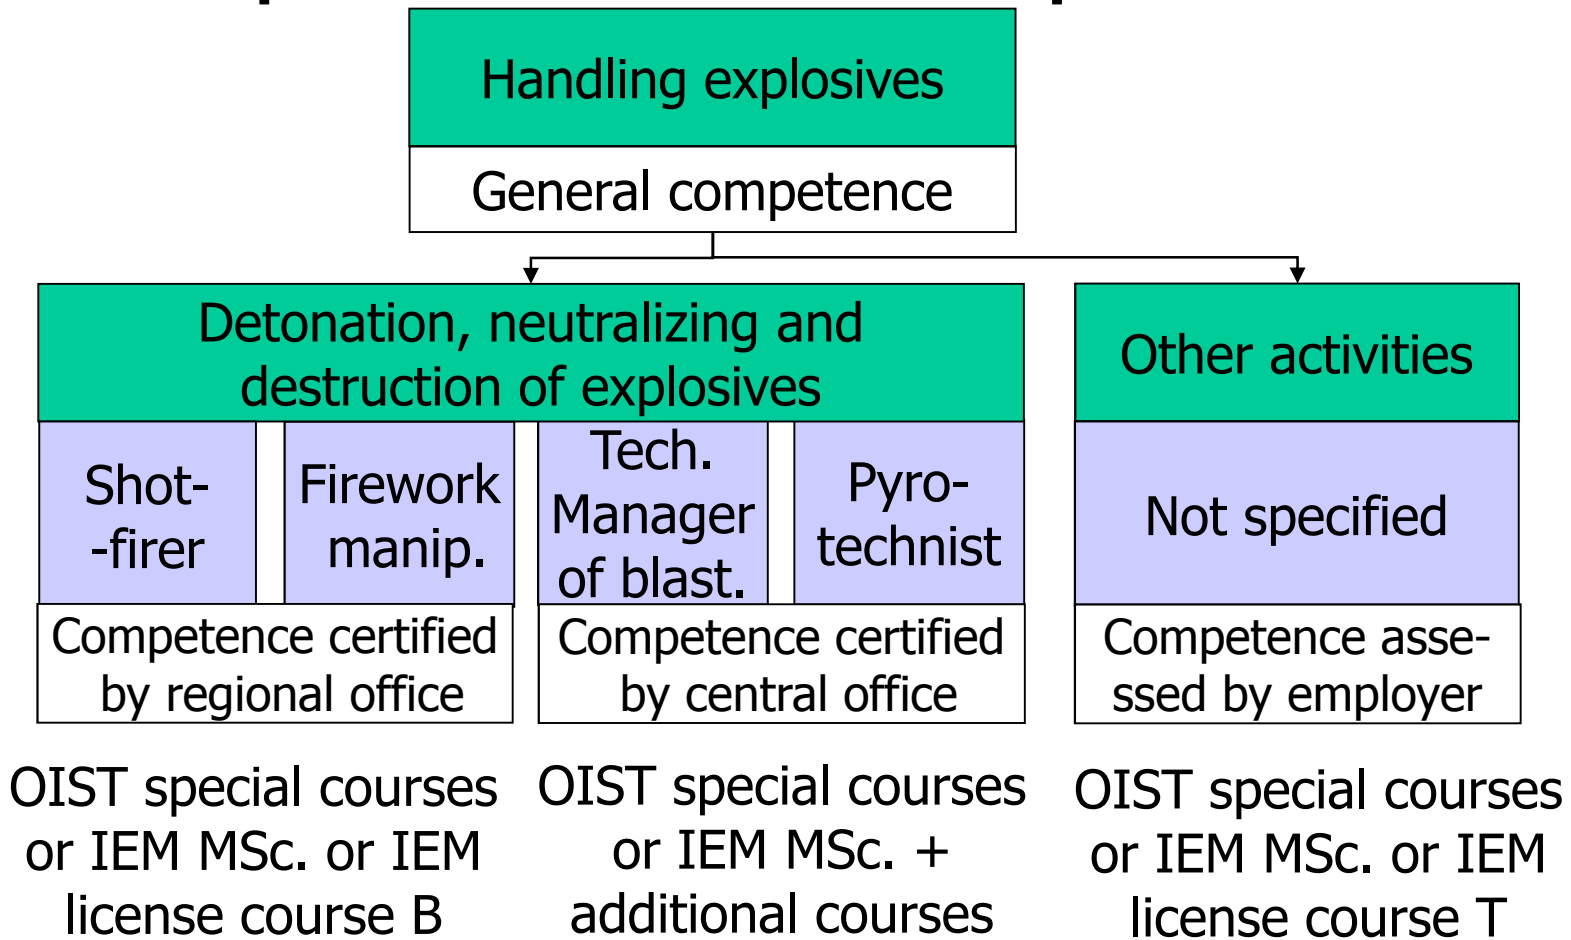 Handling explosives
General competence
Detonation, neutralizing and
destruction of explosives
Other activities
Shot-
-firer
Firework
manip.
Tech.
Manager
of blast.
Pyro-
technist
Not specified
Competence certified
by regional office
Competence certified
by central office
Competence asse-
ssed by employer
OIST special courses
or IEM MSc. or IEM
license course B
OIST special courses
or IEM MSc. +
additional courses
OIST special courses
or IEM MSc. or IEM
license course T